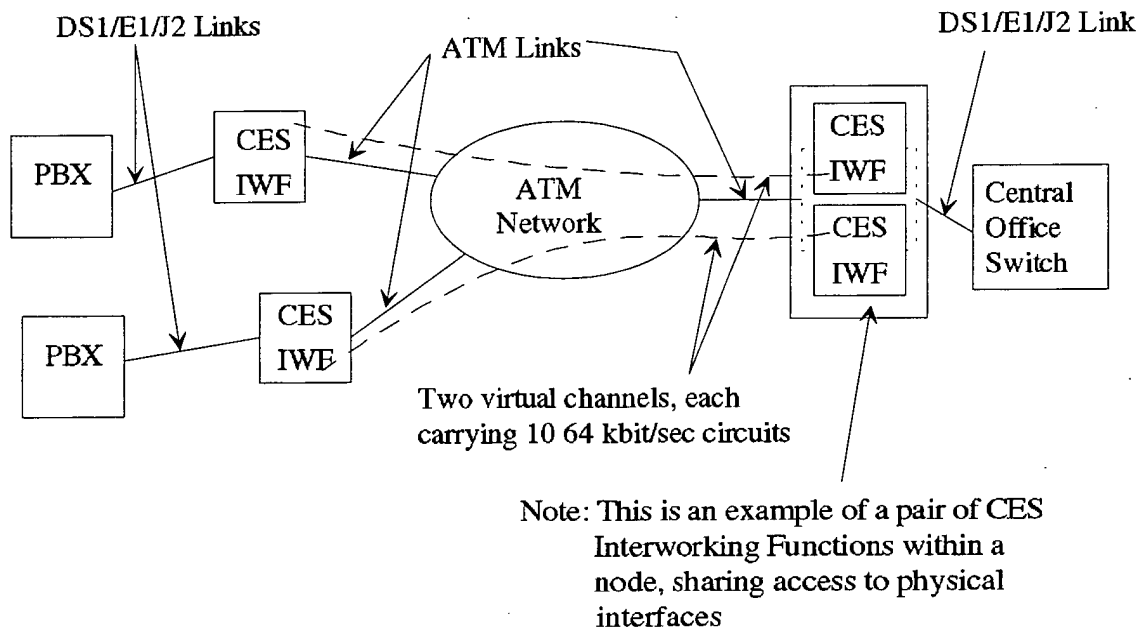 DS1/E1/J2 Links
DS1/E1/J2 Link
ATM Links
PBX
CES
IWF
ATM
Network
CES
IWF
CES
IWF
Central
Office
Switch
PBX
CES
IWF
Two virtual channels, each
carrying 10 64 kbit/sec circuits
Note: This is an example of a pair of CES
Interworking Functions within a
node, sharing access to physical
interfaces